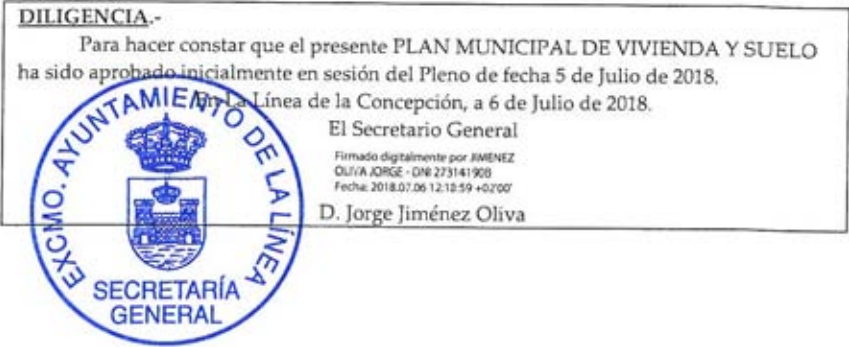 DILIGENCIA.-
Para hacer constar que el presente PLAN MUNICIPAL DE VIVIENDA Y SUELO
ha sido aprobado inicialmente en sesión del Pleno de fecha 5 de Julio de 2018.
En La Línea de la Concepción, a 6 de Julio de 2018.
El Secretario General
Firmado digitalmente por JIMENEZ
OLIVA JORGE - DNI 27314190B
Fecha: 2018.07.06 12:18:59 +02'00'
D. Jorge Jiménez Oliva
EXCMO. AYUNTAMIENTO DE LA LÍNEA
SECRETARÍA
GENERAL